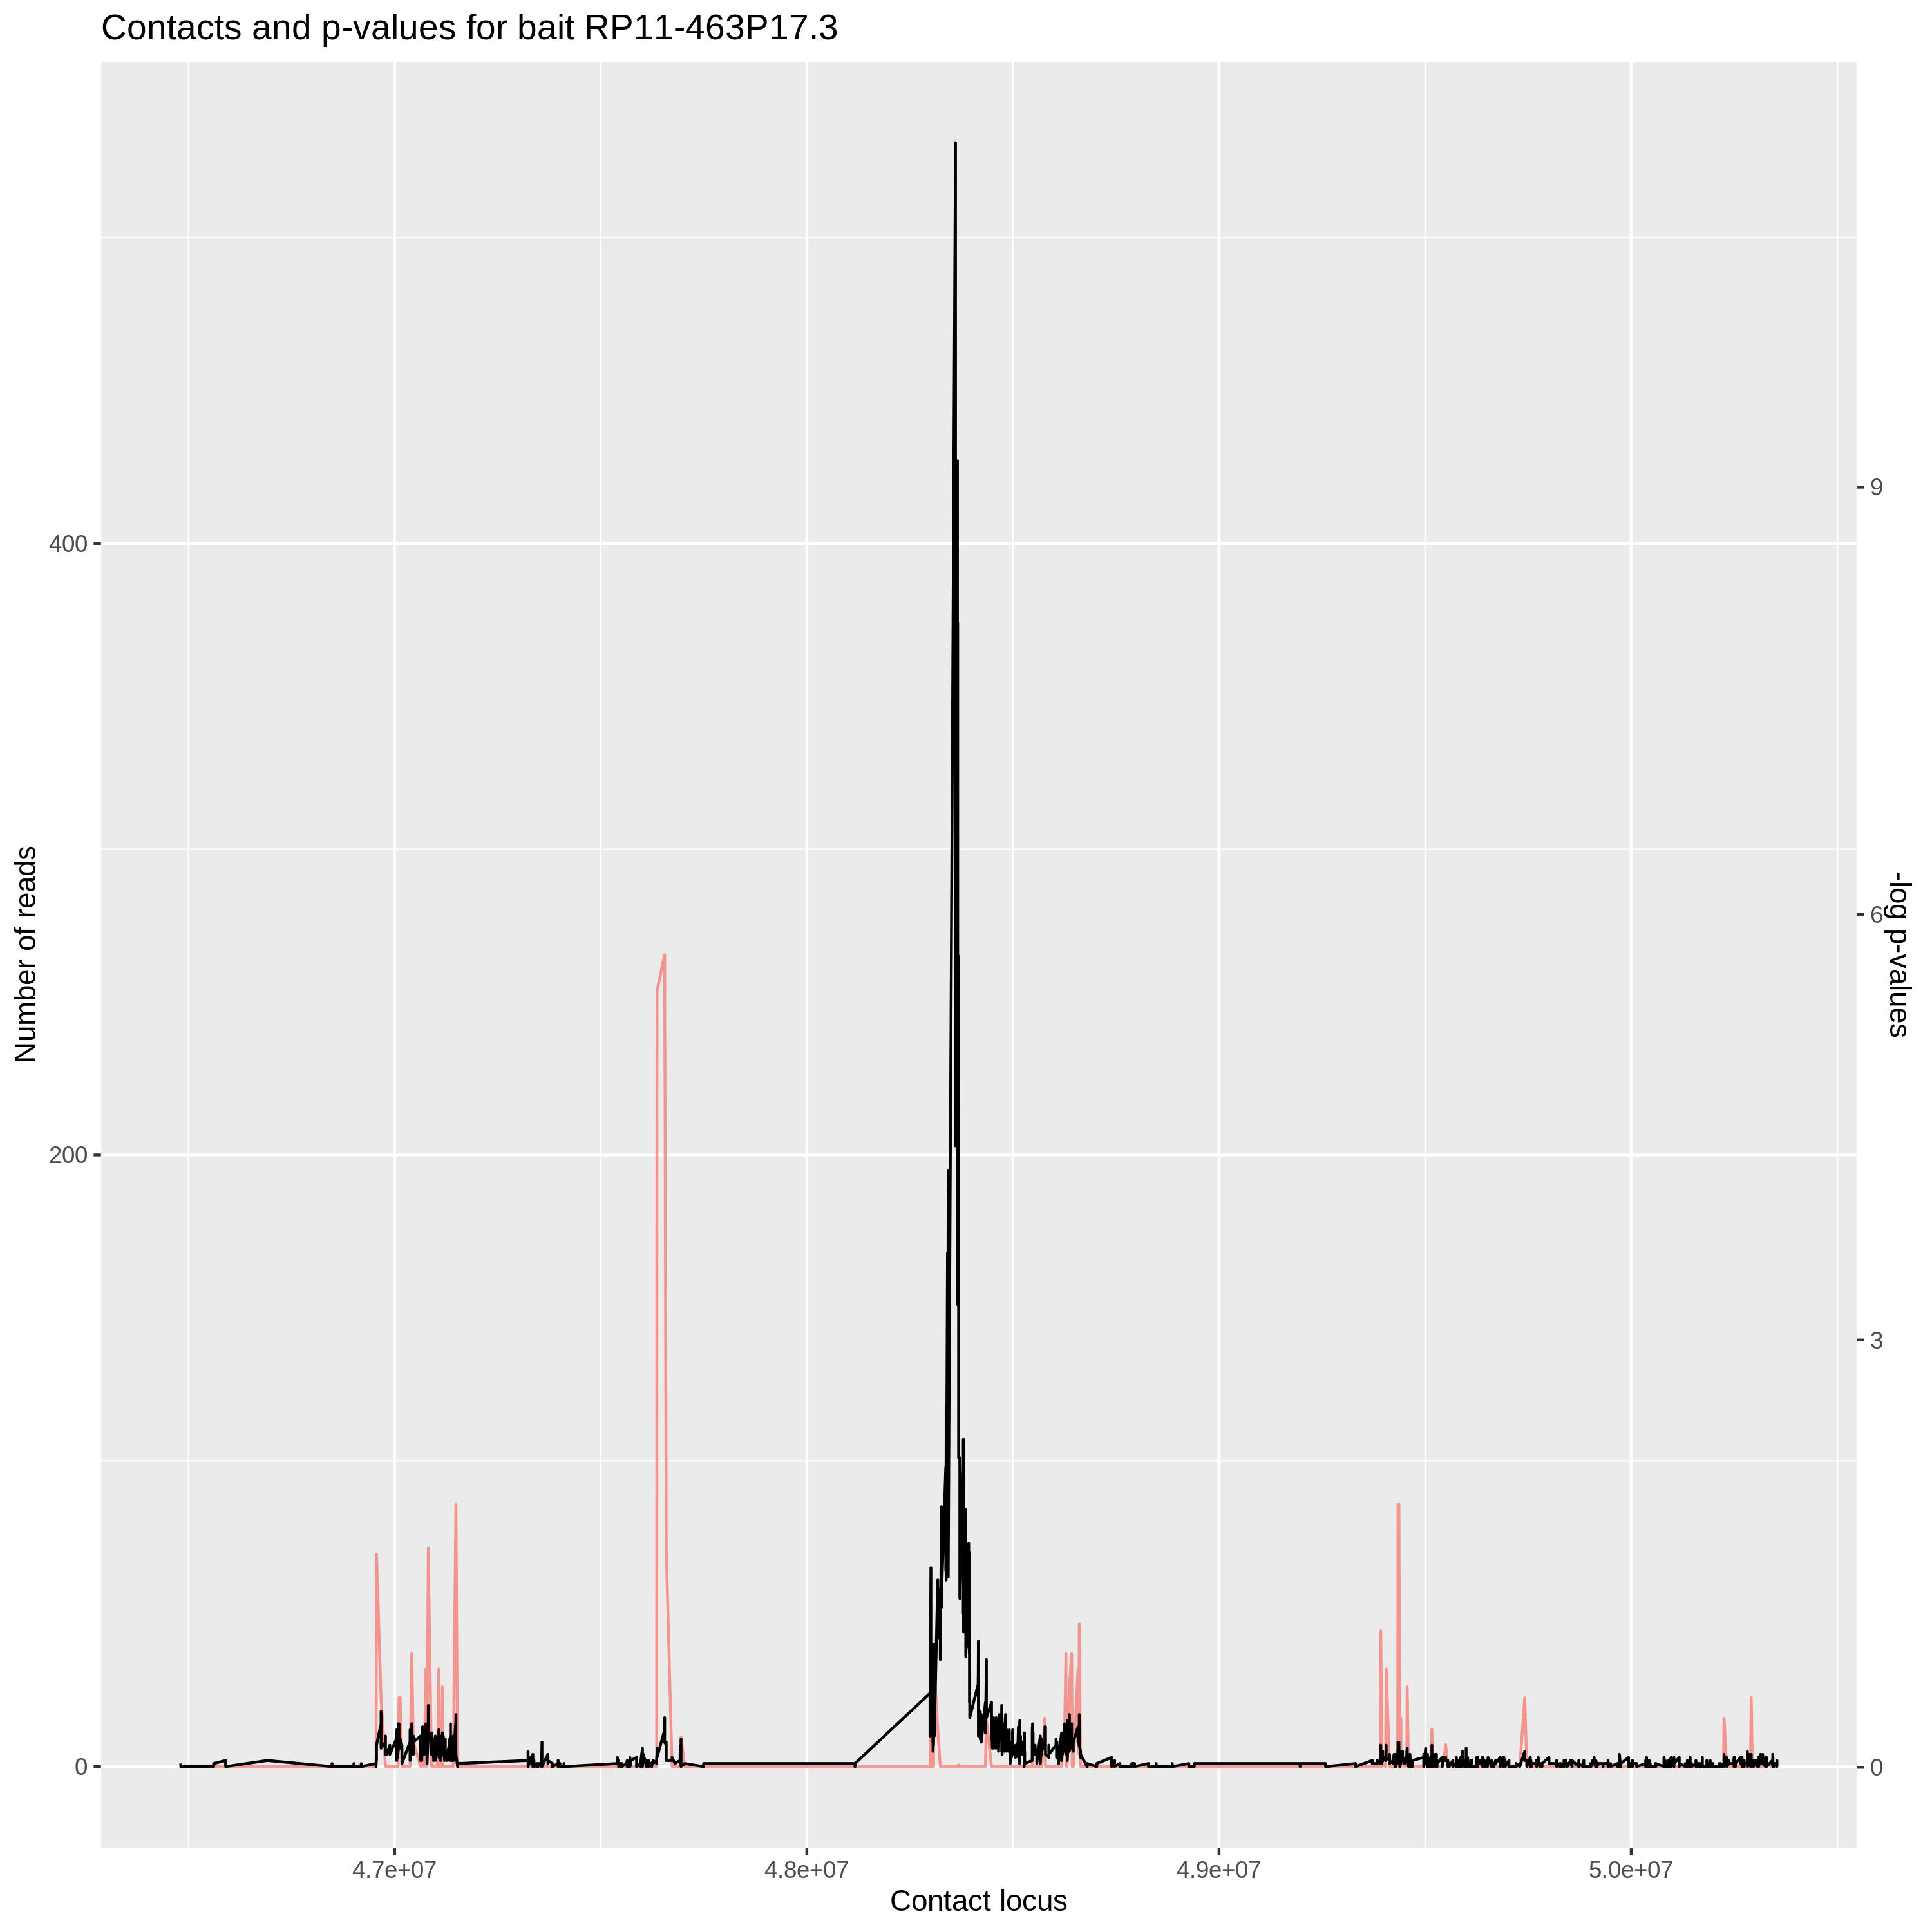 Contacts and p-values for bait RP11-463P17.3
Number of reads
400
200
0
9
6
3
0
-log p-values
4.7e+07 4.8e+07 4.9e+07 5.0e+07
Contact locus